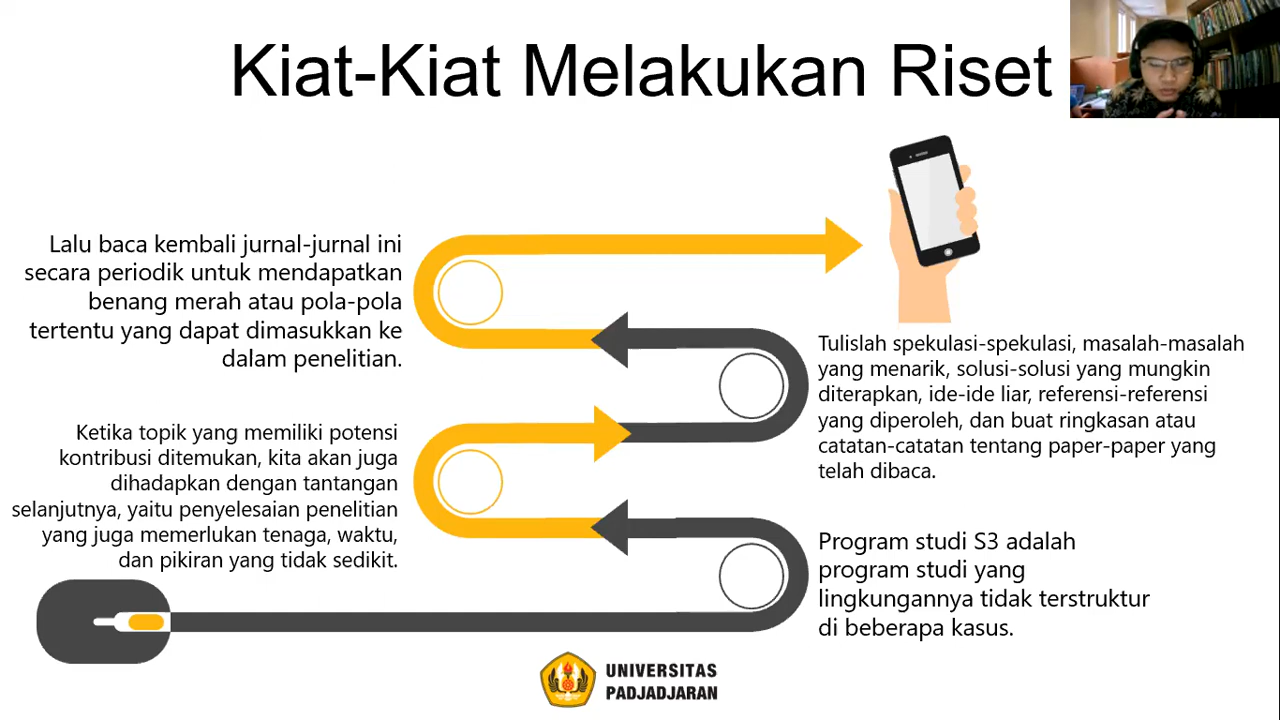 Kiat-Kiat Melakukan Riset
Lalu baca kembali jurnal-jurnal ini
secara periodik untuk mendapatkan
benang merah atau pola-pola
tertentu yang dapat dimasukkan ke
dalam penelitian.
Tulislah spekulasi-spekulasi, masalah-masalah
yang menarik, solusi-solusi yang mungkin
diterapkan, ide-ide liar, referensi-referensi
yang diperoleh, dan buat ringkasan atau
catatan-catatan tentang paper-paper yang
telah dibaca.
Ketika topik yang memiliki potensi
kontribusi ditemukan, kita akan juga
dihadapkan dengan tantangan
selanjutnya, yaitu penyelesaian penelitian
yang juga memerlukan tenaga, waktu,
dan pikiran yang tidak sedikit.
Program studi S3 adalah
program studi yang
lingkungannya tidak terstruktur
di beberapa kasus.
UNIVERSITAS
PADJADJARAN